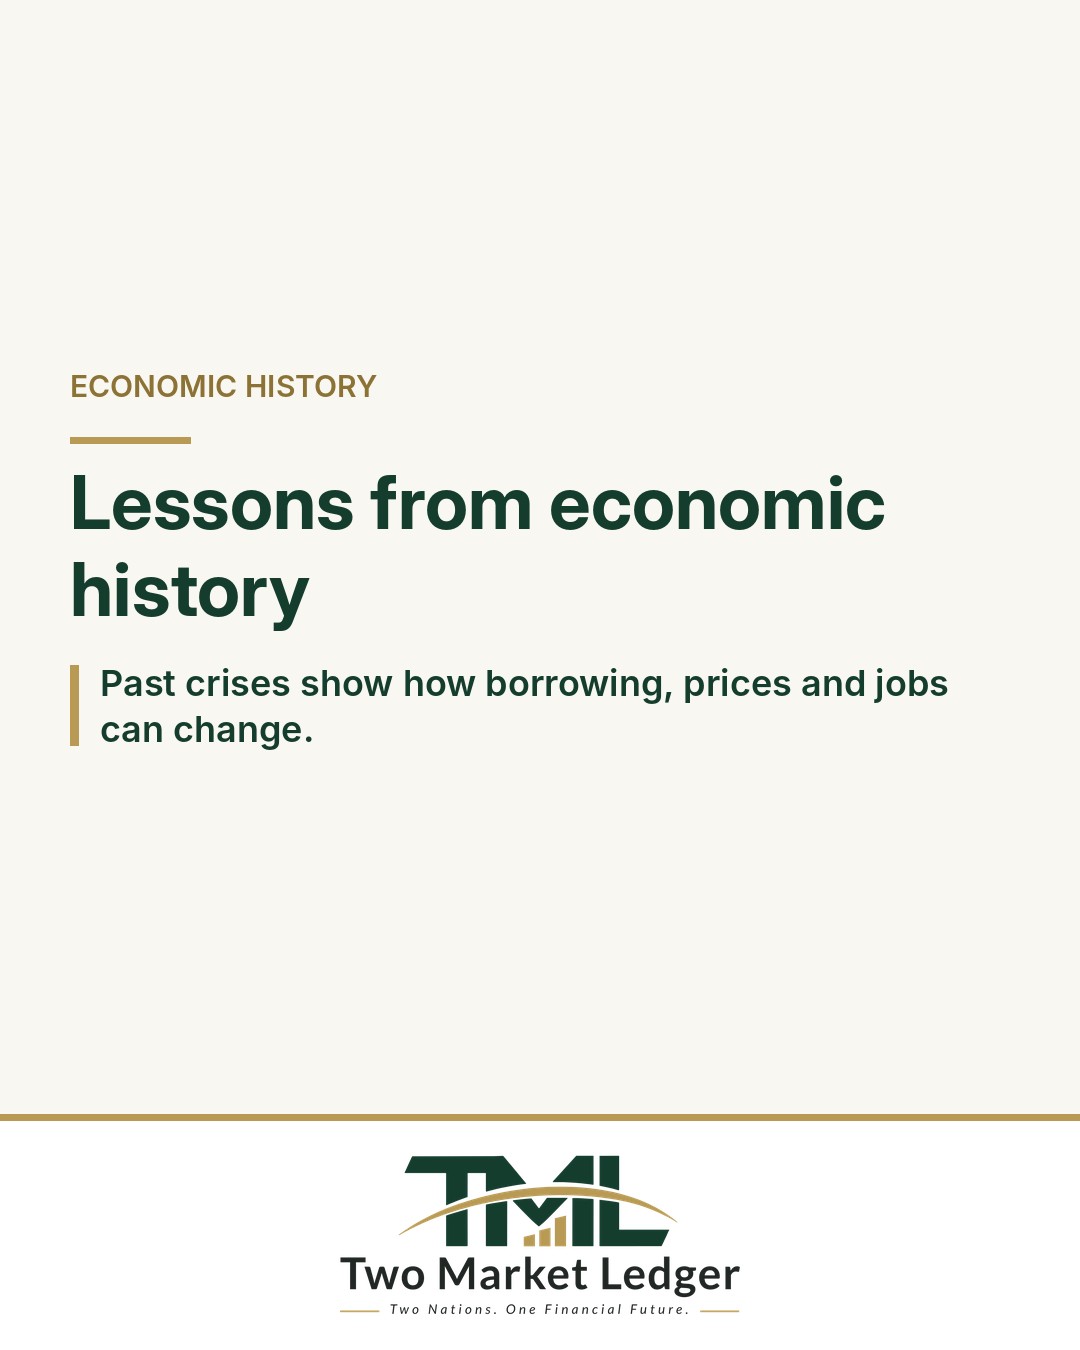 ECONOMIC HISTORY
Lessons from economic
history
Past crises show how borrowing, prices and jobs
can change.
TML
Two Market Ledger
Two Nations. One Financial Future.